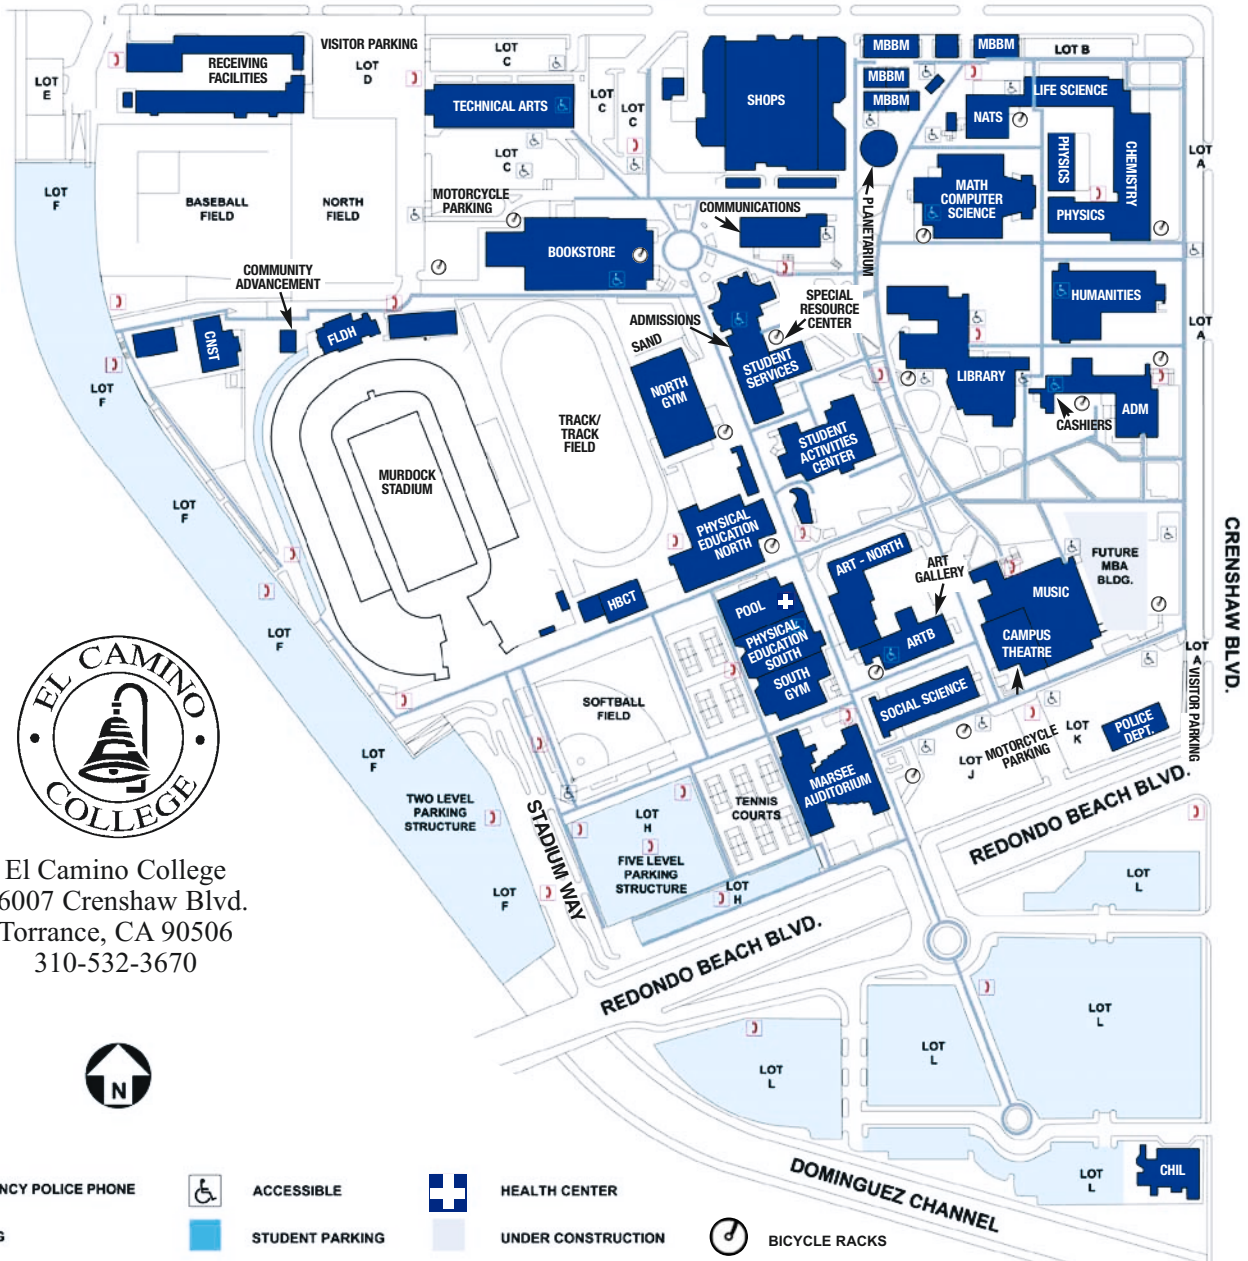 VISITOR PARKING
LOT
D
LOT
C
MBBM
MBBM
LOT B
RECEIVING
FACILITIES
LOT
E
MBBM
LIFE SCIENCE
TECHNICAL ARTS
LOT
C
LOT
C
SHOPS
MBBM
NATS
PHYSICS
CHEMISTRY
LOT
A
LOT
C
LOT
F
BASEBALL
FIELD
NORTH
FIELD
MOTORCYCLE
PARKING
COMMUNICATIONS
PLANETARIUM
MATH
COMPUTER
SCIENCE
PHYSICS
BOOKSTORE
COMMUNITY
ADVANCEMENT
SPECIAL
RESOURCE
CENTER
HUMANITIES
ADMISSIONS
LOT
A
CNST
FLDH
SAND
STUDENT
SERVICES
LIBRARY
NORTH
GYM
LOT
F
CASHIERS
ADM
TRACK/
TRACK
FIELD
STUDENT
ACTIVITIES
CENTER
MURDOCK
STADIUM
LOT
F
PHYSICAL
EDUCATION
NORTH
ART - NORTH
ART
GALLERY
FUTURE
MBA
BLDG.
CRENSHAW BLVD.
MUSIC
HBCT
POOL
PHYSICAL
EDUCATION
SOUTH
ARTB
CAMPUS
THEATRE
LOT
F
SOUTH
GYM
LOT
A VISITOR PARKING
SOFTBALL
FIELD
SOCIAL SCIENCE
LOT
K
POLICE
DEPT.
MOTORCYCLE
PARKING
LOT
J
EL CAMINO
COLLEGE
LOT
F
MARSEE
AUDITORIUM
TWO LEVEL
PARKING
STRUCTURE
STADIUM WAY
LOT
H
TENNIS
COURTS
REDONDO BEACH BLVD.
FIVE LEVEL
PARKING
STRUCTURE
LOT
H
LOT
F
LOT
L
El Camino College
6007 Crenshaw Blvd.
Torrance, CA 90506
310-532-3670
REDONDO BEACH BLVD.
LOT
L
LOT
L
LOT
L
N
DOMINGUEZ CHANNEL
LOT
L
CHIL
NCY POLICE PHONE
ACCESSIBLE
HEALTH CENTER
G
STUDENT PARKING
UNDER CONSTRUCTION
BICYCLE RACKS